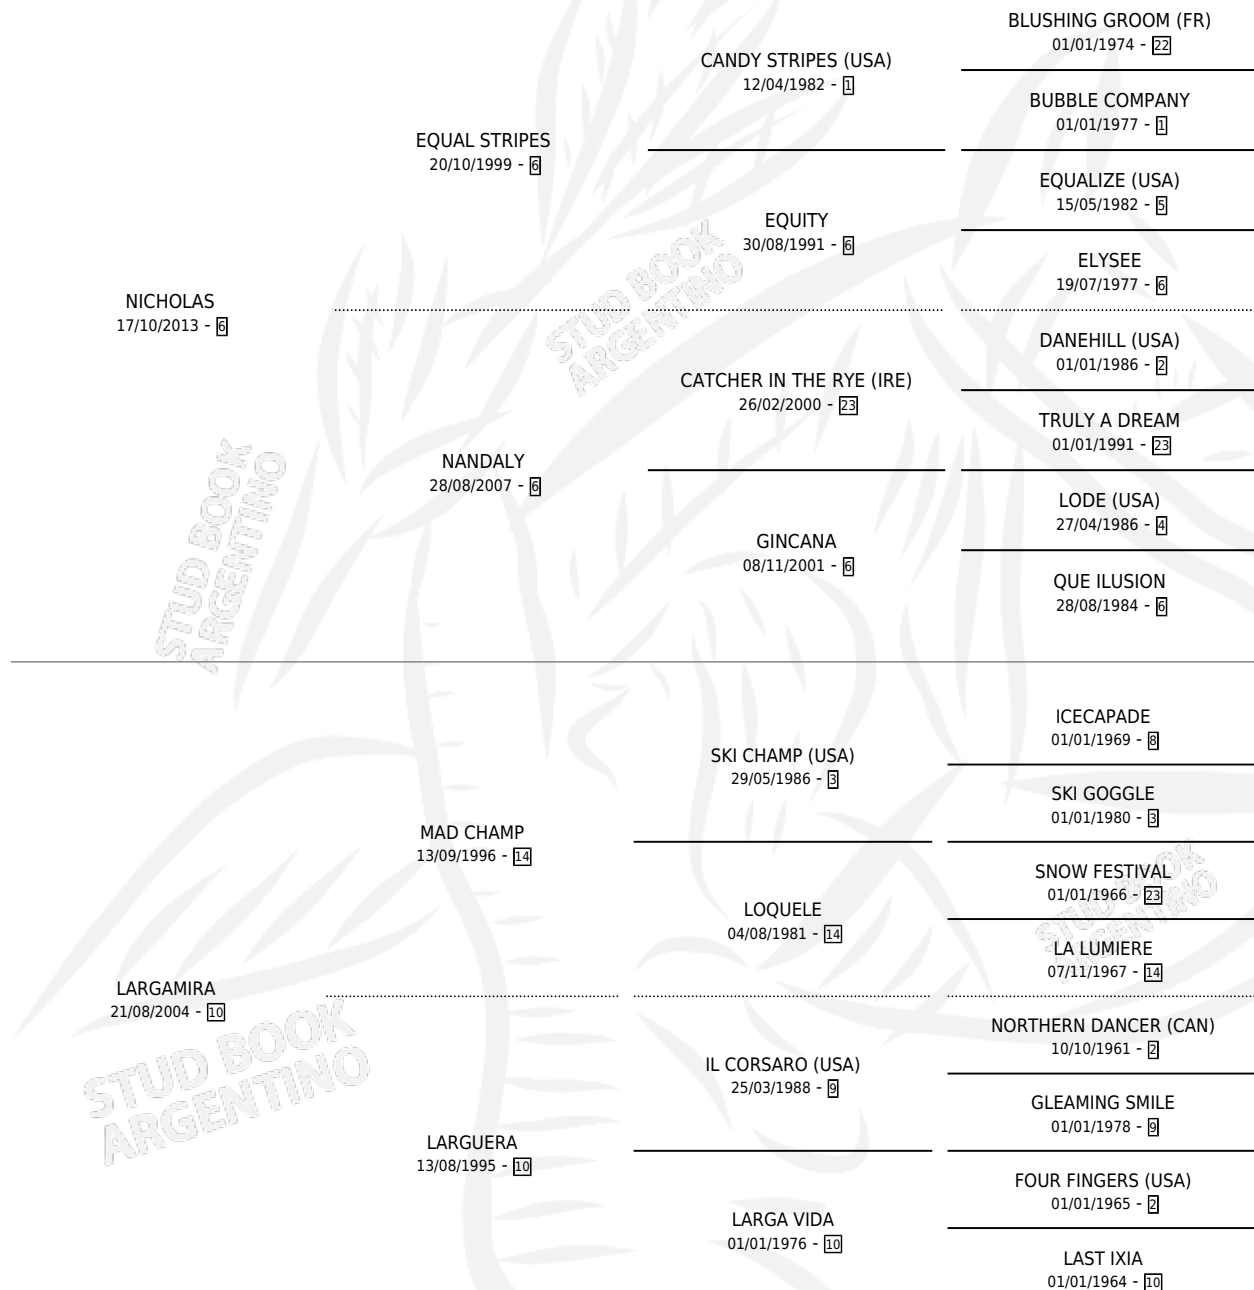 BLUSHING GROOM (FR)
01/01/1974 - 22
CANDY STRIPES (USA)
12/04/1982 - 1
BUBBLE COMPANY
01/01/1977 - 1
EQUAL STRIPES
20/10/1999 - 6
EQUALIZE (USA)
15/05/1982 - 5
EQUITY
30/08/1991 - 6
ELYSEE
19/07/1977 - 6
NICHOLAS
17/10/2013 - 6
DANEHILL (USA)
01/01/1986 - 2
CATCHER IN THE RYE (IRE)
26/02/2000 - 23
TRULY A DREAM
01/01/1991 - 23
NANDALY
28/08/2007 - 6
LODE (USA)
27/04/1986 - 4
GINCANA
08/11/2001 - 6
QUE ILUSION
28/08/1984 - 6
STUD BOOK
ARGENTINO
STUD BOOK
ARGENTINO
ICECAPADE
01/01/1969 - 8
SKI CHAMP (USA)
29/05/1986 - 3
SKI GOGGLE
01/01/1980 - 3
MAD CHAMP
13/09/1996 - 14
SNOW FESTIVAL
01/01/1966 - 23
LOQUELE
04/08/1981 - 14
LA LUMIERE
07/11/1967 - 14
LARGAMIRA
21/08/2004 - 10
NORTHERN DANCER (CAN)
10/10/1961 - 2
IL CORSARO (USA)
25/03/1988 - 9
GLEAMING SMILE
01/01/1978 - 9
LARGUERA
13/08/1995 - 10
FOUR FINGERS (USA)
01/01/1965 - 2
LARGA VIDA
01/01/1976 - 10
LAST IXIA
01/01/1964 - 10
STUD BOOK
ARGENTINO
STUD BOOK
ARGENTINO